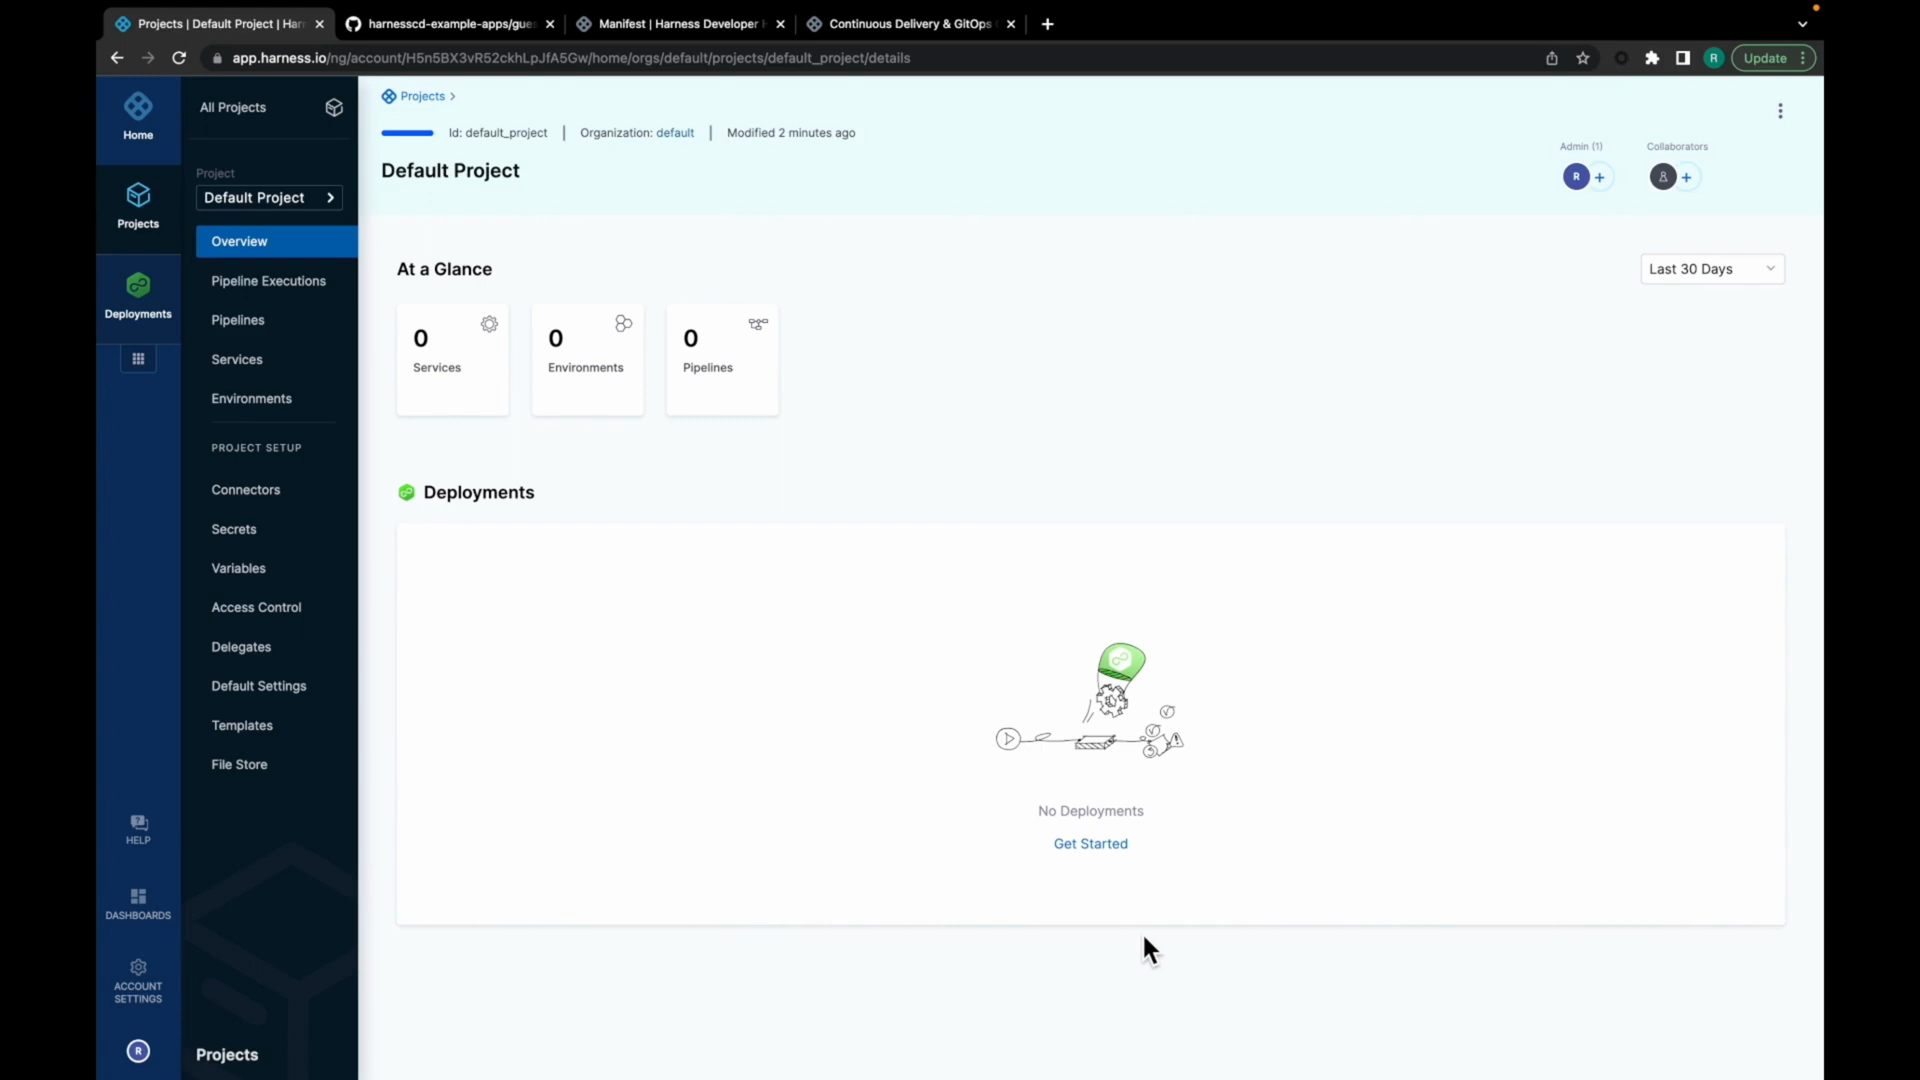 Projects | Default Project | Har
harnesscd-example-apps/gue
Manifest | Harness Developer
Continuous Delivery & GitOps
app.harness.io/ng/account/H5n5BX3vR52ckhLpJfA5Gw/home/orgs/default/projects/default_project/details
R
Update
Home
Projects
Deployments
HELP
DASHBOARDS
ACCOUNT
SETTINGS
R
All Projects
Project
Default Project
Overview
Pipeline Executions
Pipelines
Services
Environments
PROJECT SETUP
Connectors
Secrets
Variables
Access Control
Delegates
Default Settings
Templates
File Store
Projects
Projects >
Id: default_project | Organization: default | Modified 2 minutes ago
Default Project
Admin (1)
R +
Collaborators
+
At a Glance
Last 30 Days
0
Services
0
Environments
0
Pipelines
Deployments
No Deployments
Get Started